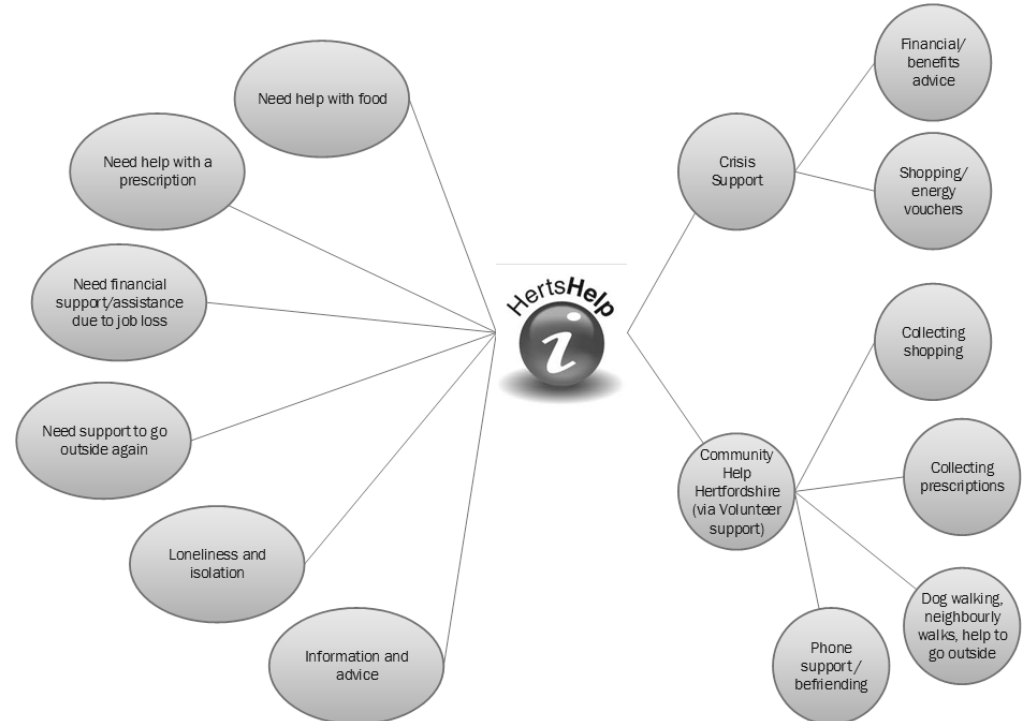 Need help with food
Need help with a
prescription
Need financial
support/assistance
due to job loss
Need support to go
outside again
Loneliness and
isolation
Information and
advice
HertsHelp
i
Crisis
Support
Financial/
benefits
advice
Shopping/
energy
vouchers
Community
Help
Hertfordshire
(via Volunteer
support)
Collecting
shopping
Collecting
prescriptions
Dog walking,
neighbourly
walks, help to
go outside
Phone
support /
befriending